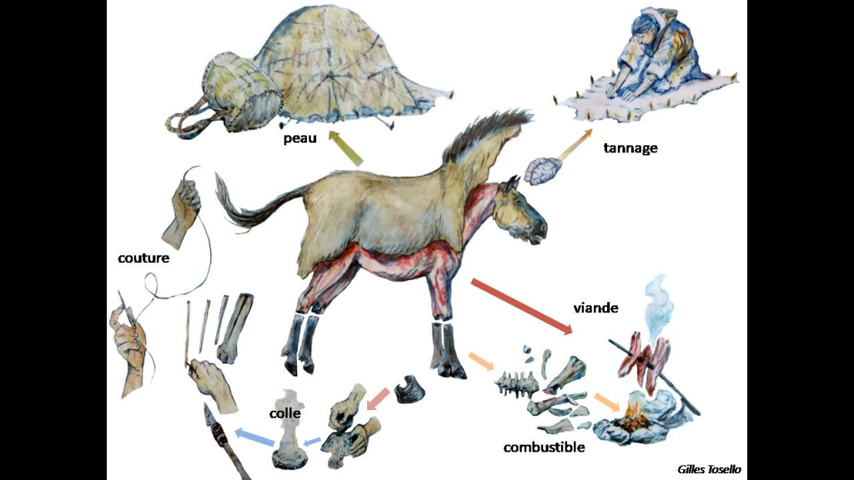 peau
tannage
couture
viande
colle
combustible
Gilles Tosello